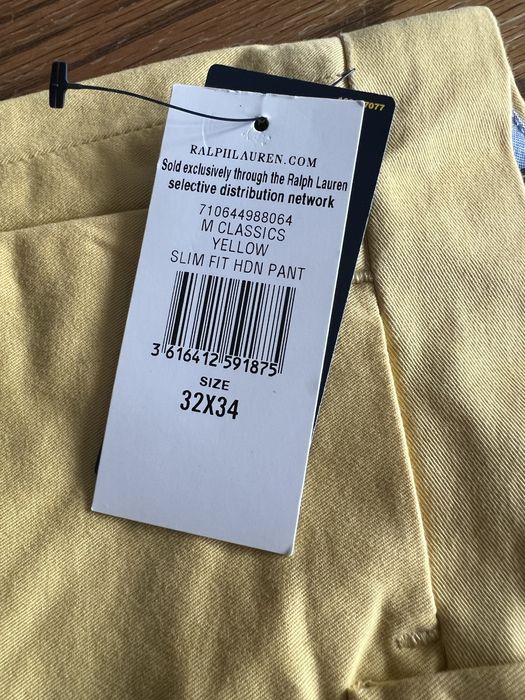 7077
RALPHLAUREN.COM
Sold exclusively through the Ralph Lauren
selective distribution network
710644988064
M CLASSICS
YELLOW
SLIM FIT HDN PANT
3 616412 591875
SIZE
32X34